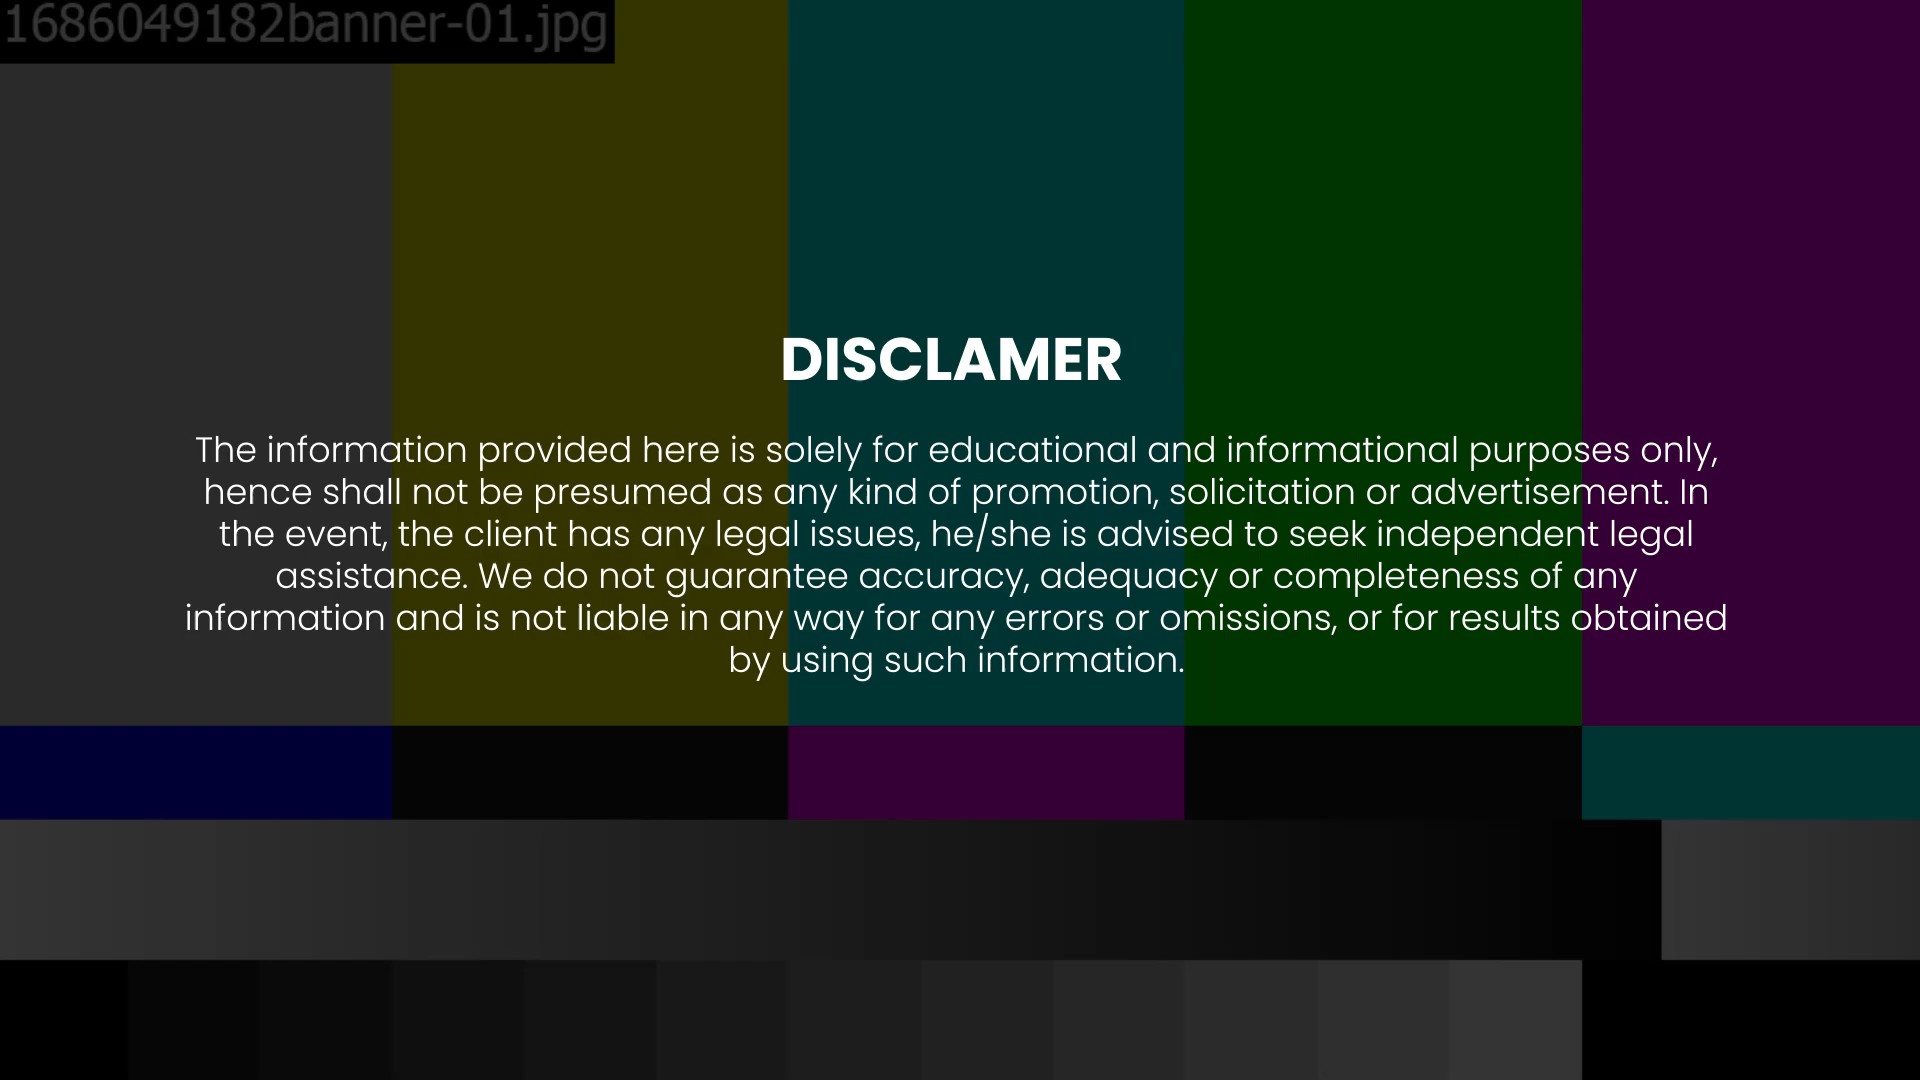 1686049182banner-01.jpg
DISCLAMER
The information provided here is solely for educational and informational purposes only,
hence shall not be presumed as any kind of promotion, solicitation or advertisement. In
the event, the client has any legal issues, he/she is advised to seek independent legal
assistance. We do not guarantee accuracy, adequacy or completeness of any
information and is not liable in any way for any errors or omissions, or for results obtained
by using such information.